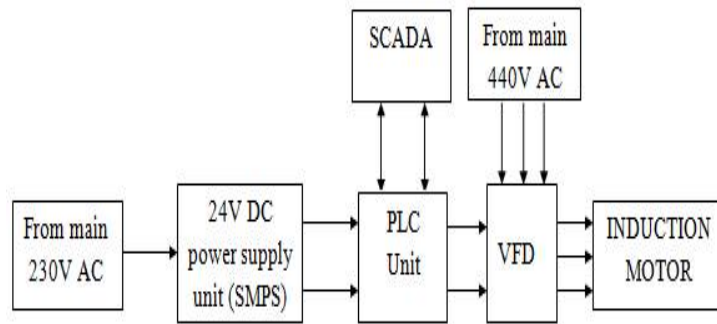 SCADA
From main
440V AC
From main
230V AC
24V DC
power supply
unit (SMPS)
PLC
Unit
VFD
INDUCTION
MOTOR